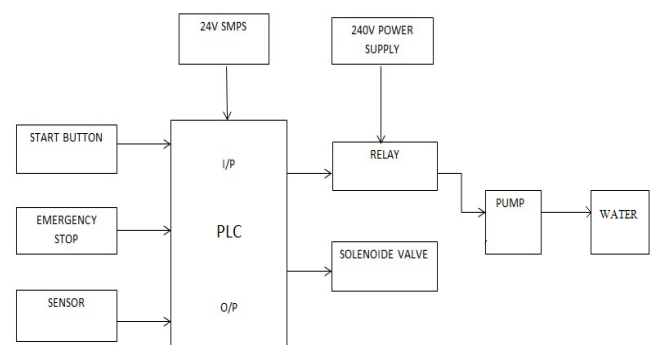 24V SMPS
240V POWER
SUPPLY
START BUTTON
I/P
RELAY
EMERGENCY
STOP
PLC
PUMP
WATER
SOLENOIDE VALVE
SENSOR
O/P